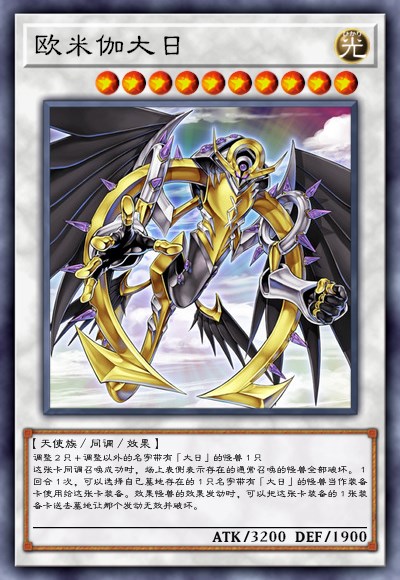 欧米伽大日
光
【天使族／同调／效果】
调整2只＋调整以外的名字带有「大日」的怪兽1只
这张卡同调召唤成功时，场上表侧表示存在的通常召唤的怪兽全部破坏。1
回合1次，可以选择自己墓地存在的1只名字带有「大日」的怪兽当作装备
卡使用给这张卡装备。效果怪兽的效果发动时，可以把这张卡装备的1张装
备卡送去墓地让那个发动无效并破坏。
ATK/3200 DEF/1900